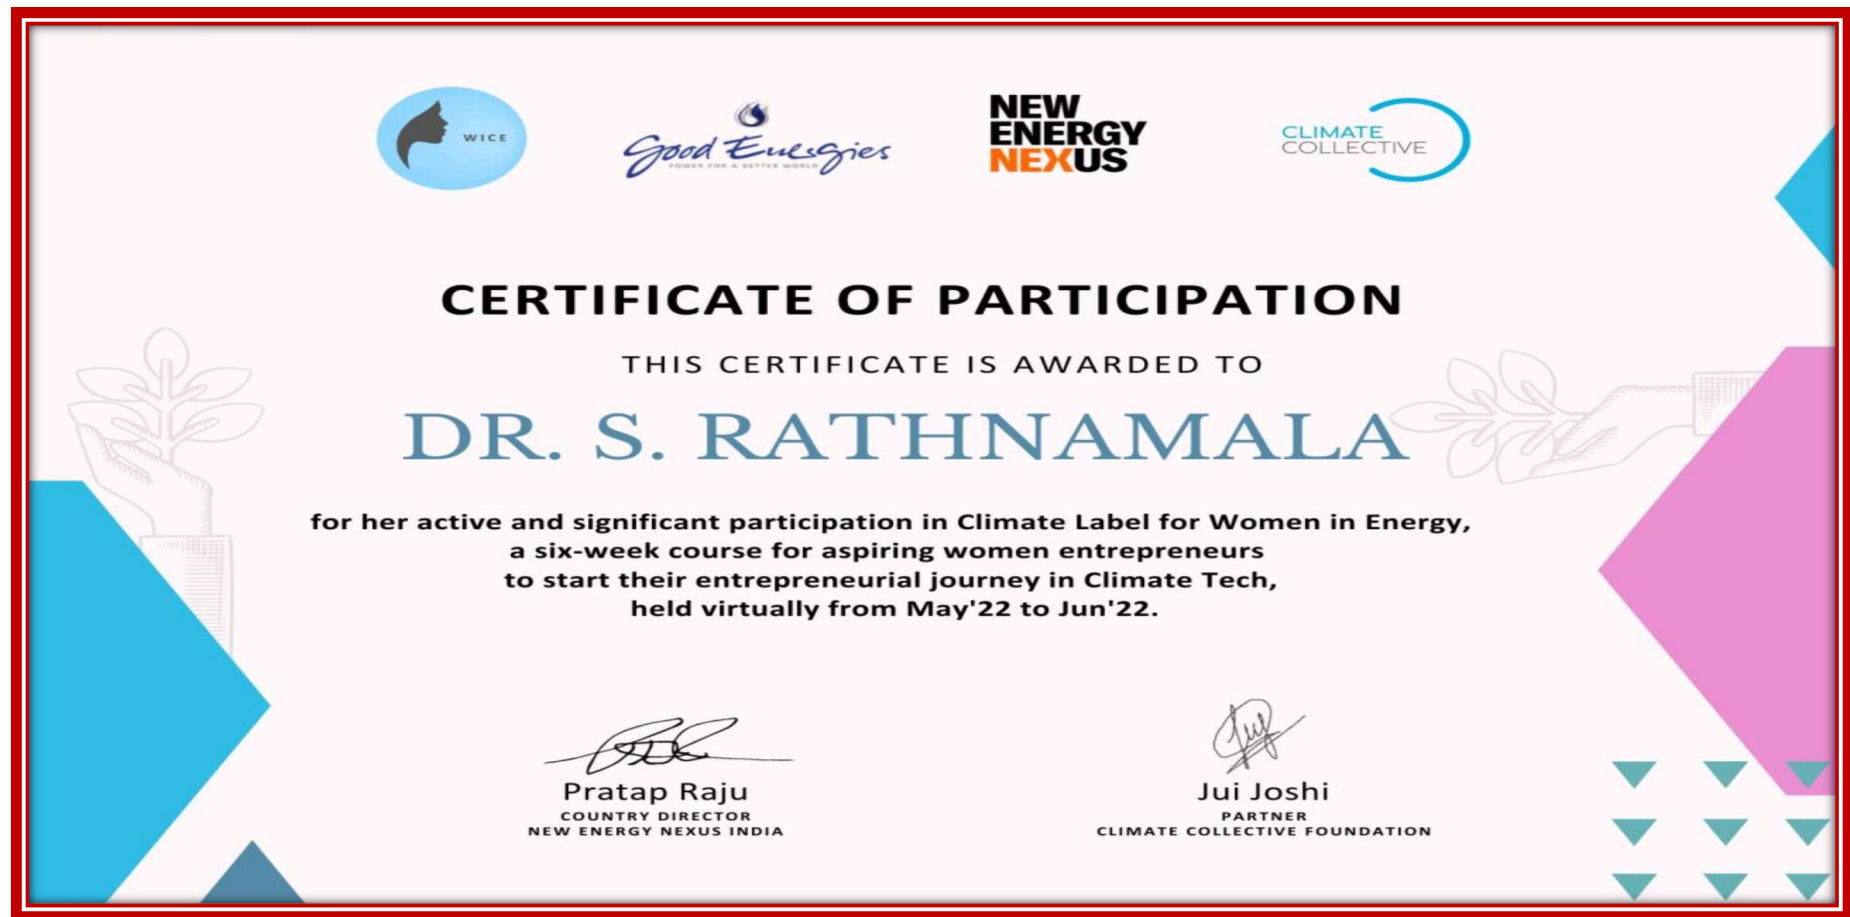 WICE
Good Energies
POWER FOR A BETTER WORLD
NEW
ENERGY
NEXUS
CLIMATE
COLLECTIVE
CERTIFICATE OF PARTICIPATION
THIS CERTIFICATE IS AWARDED TO
DR. S. RATHNAMALA
for her active and significant participation in Climate Label for Women in Energy,
a six-week course for aspiring women entrepreneurs
to start their entrepreneurial journey in Climate Tech,
held virtually from May'22 to Jun'22.
Pratap Raju
COUNTRY DIRECTOR
NEW ENERGY NEXUS INDIA
Jui Joshi
PARTNER
CLIMATE COLLECTIVE FOUNDATION